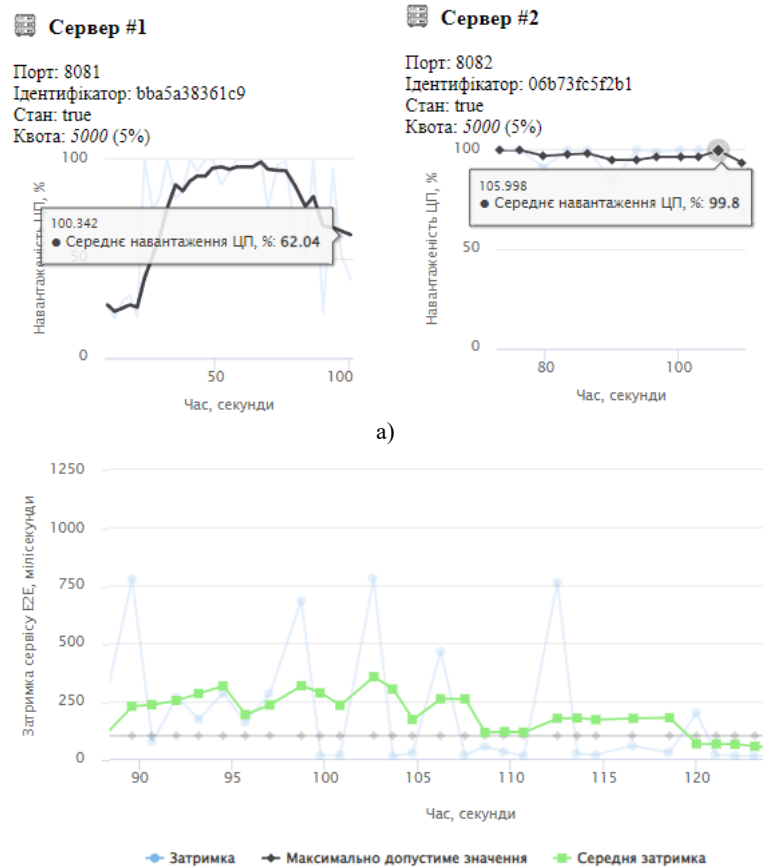 Сервер #1
Порт: 8081
Ідентифікатор: bba5a38361c9
Стан: true
Квота: 5000 (5%)
100
50
0
Навантаженість ЦП, %
100.342
● Середнє навантаження ЦП, %: 62.04
50
100
Час, секунди
Сервер #2
Порт: 8082
Ідентифікатор: 06b73fc5f2b1
Стан: true
Квота: 5000 (5%)
100
50
0
Навантаженість ЦП, %
105.998
● Середнє навантаження ЦП, %: 99.8
80
100
Час, секунди
а)
1250
1000
750
500
250
0
Затримка сервісу E2E, мілісекунди
90
95
100
105
110
115
120
Час, секунди
Затримка
Максимально допустиме значення
Середня затримка